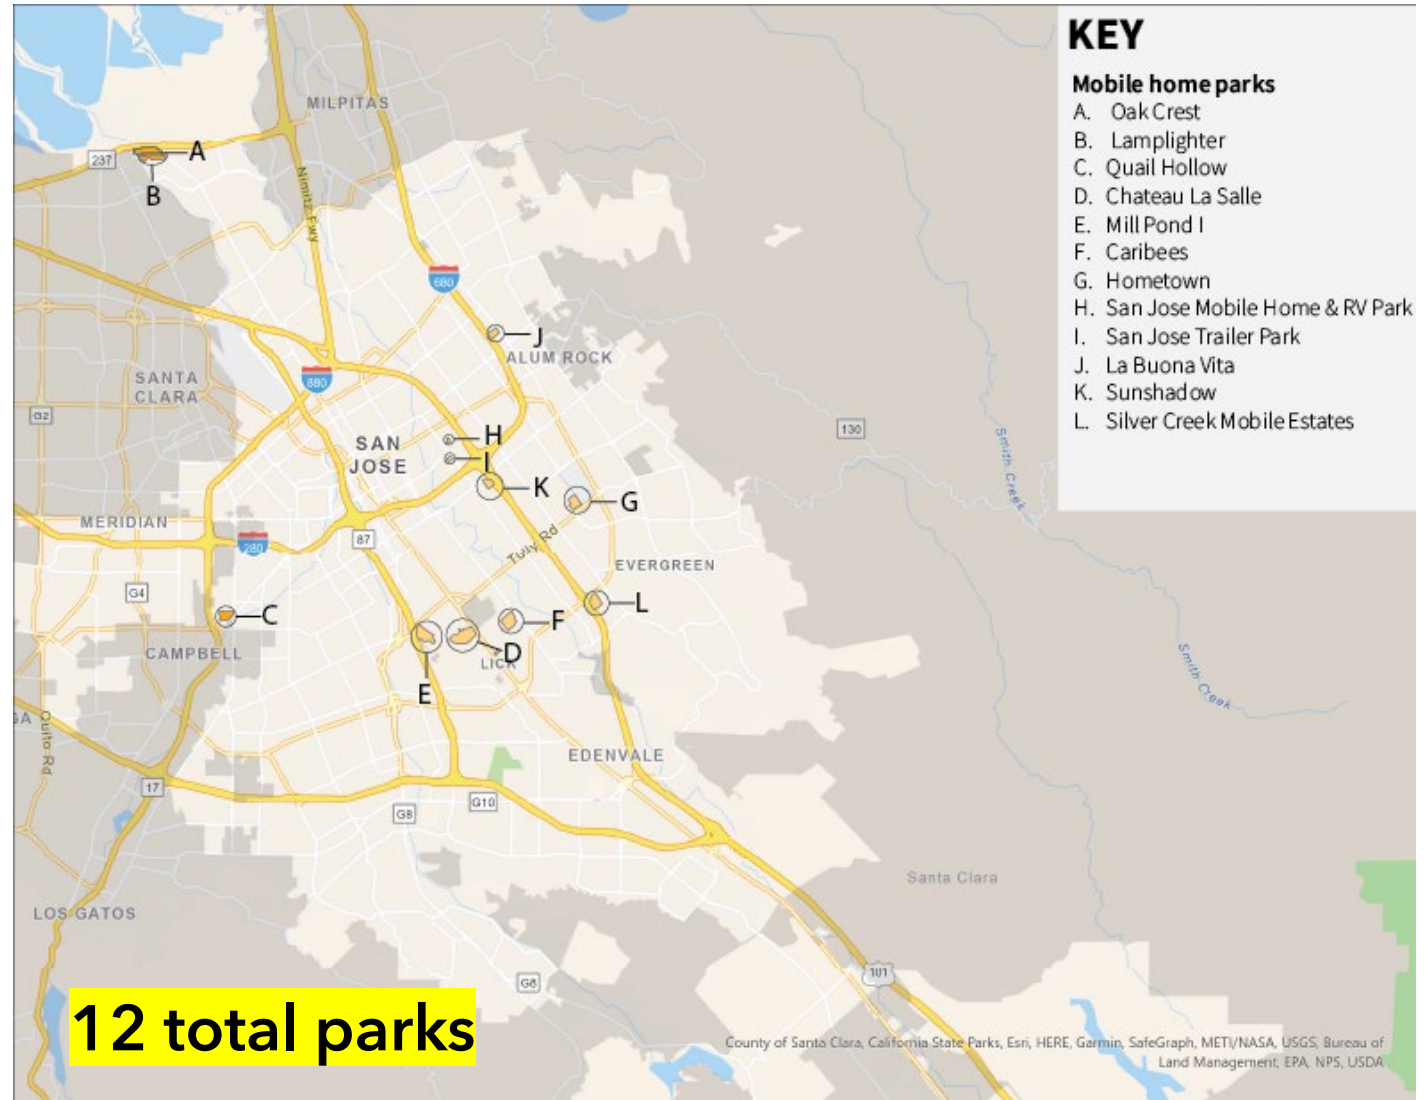 KEY
Mobile home parks
A. Oak Crest
B. Lamplighter
C. Quail Hollow
D. Chateau La Salle
E. Mill Pond I
F. Caribees
G. Hometown
H. San Jose Mobile Home & RV Park
I. San Jose Trailer Park
J. La Buona Vita
K. Sunshadow
L. Silver Creek Mobile Estates
MILPITAS
237
A
B
Nimitz Fwy
680
J
ALUM ROCK
SANTA
CLARA
880
G2
130
SAN
JOSE
H
I
K
G
Smith Creek
MERIDIAN
87
280
Tully Rd
EVERGREEN
G4
C
L
F
CAMPBELL
D
LICK
E
Smith Creek
GA
Quito Rd
EDENVALE
17
G10
G8
Santa Clara
LOS GATOS
101
G8
12 total parks
County of Santa Clara, California State Parks, Esri, HERE, Garmin, SafeGraph, METI/NASA, USGS, Bureau of
Land Management, EPA, NPS, USDA